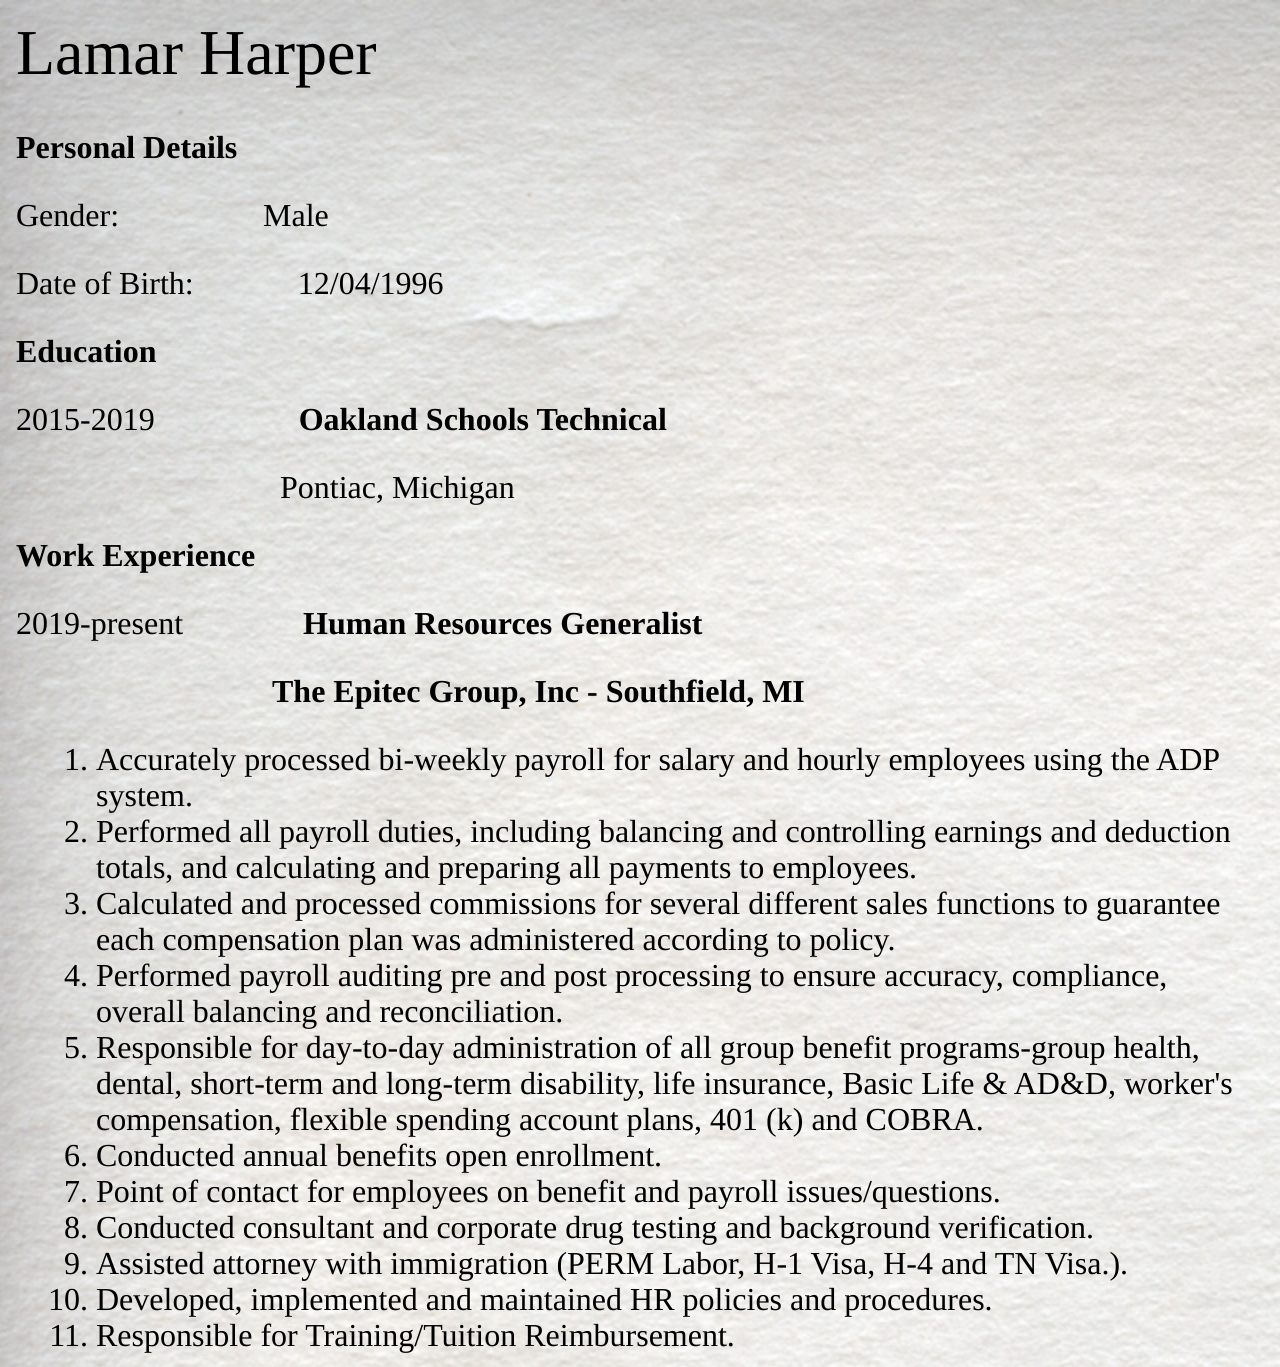 Lamar Harper
Personal Details
Gender: Male
Date of Birth: 12/04/1996
Education
2015-2019 Oakland Schools Technical
Pontiac, Michigan
Work Experience
2019-present Human Resources Generalist
The Epitec Group, Inc - Southfield, MI
1. Accurately processed bi-weekly payroll for salary and hourly employees using the ADP
system.
2. Performed all payroll duties, including balancing and controlling earnings and deduction
totals, and calculating and preparing all payments to employees.
3. Calculated and processed commissions for several different sales functions to guarantee
each compensation plan was administered according to policy.
4. Performed payroll auditing pre and post processing to ensure accuracy, compliance,
overall balancing and reconciliation.
5. Responsible for day-to-day administration of all group benefit programs-group health,
dental, short-term and long-term disability, life insurance, Basic Life & AD&D, worker's
compensation, flexible spending account plans, 401 (k) and COBRA.
6. Conducted annual benefits open enrollment.
7. Point of contact for employees on benefit and payroll issues/questions.
8. Conducted consultant and corporate drug testing and background verification.
9. Assisted attorney with immigration (PERM Labor, H-1 Visa, H-4 and TN Visa.).
10. Developed, implemented and maintained HR policies and procedures.
11. Responsible for Training/Tuition Reimbursement.